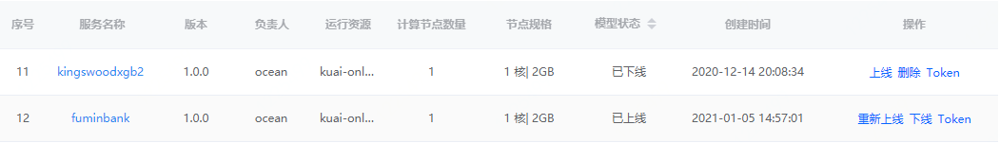 序号 服务名称 版本 负责人 运行资源 计算节点数量 节点规格 模型状态 创建时间 操作
11 kingswoodxgb2 1.0.0 ocean kuai-onl... 1 1 核| 2GB 已下线 2020-12-14 20:08:34 上线 删除 Token
12 fuminbank 1.0.0 ocean kuai-onl... 1 1 核| 2GB 已上线 2021-01-05 14:57:01 重新上线 下线 Token